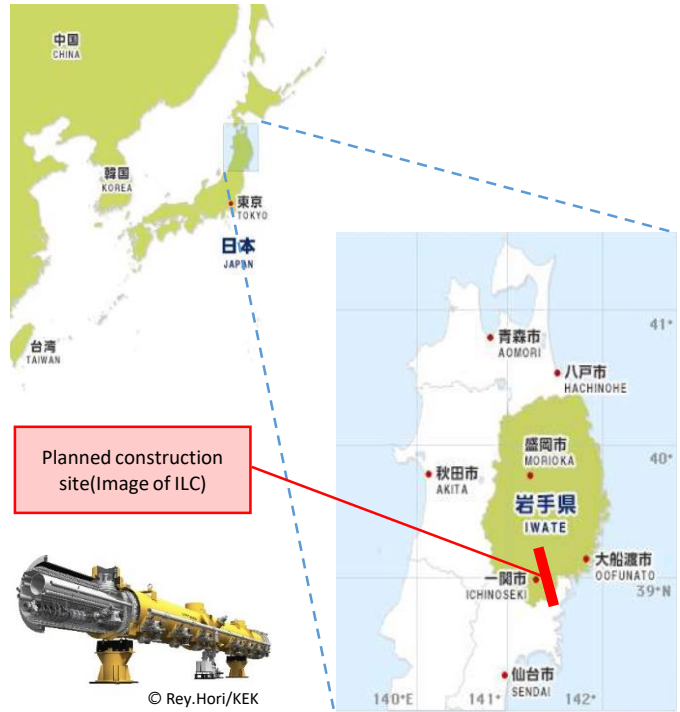 中国
CHINA
韓国
KOREA
東京
TOKYO
日本
JAPAN
台湾
TAIWAN
Planned construction
site(Image of ILC)
© Rey.Hori/KEK
41°
青森市
AOMORI
八戸市
HACHINOHE
40°
盛岡市
MORIOKA
秋田市
AKITA
岩手県
IWATE
大船渡市
OOFUNATO
一関市
ICHINOSEKI
39°N
仙台市
SENDAI
140°E
141°
142°